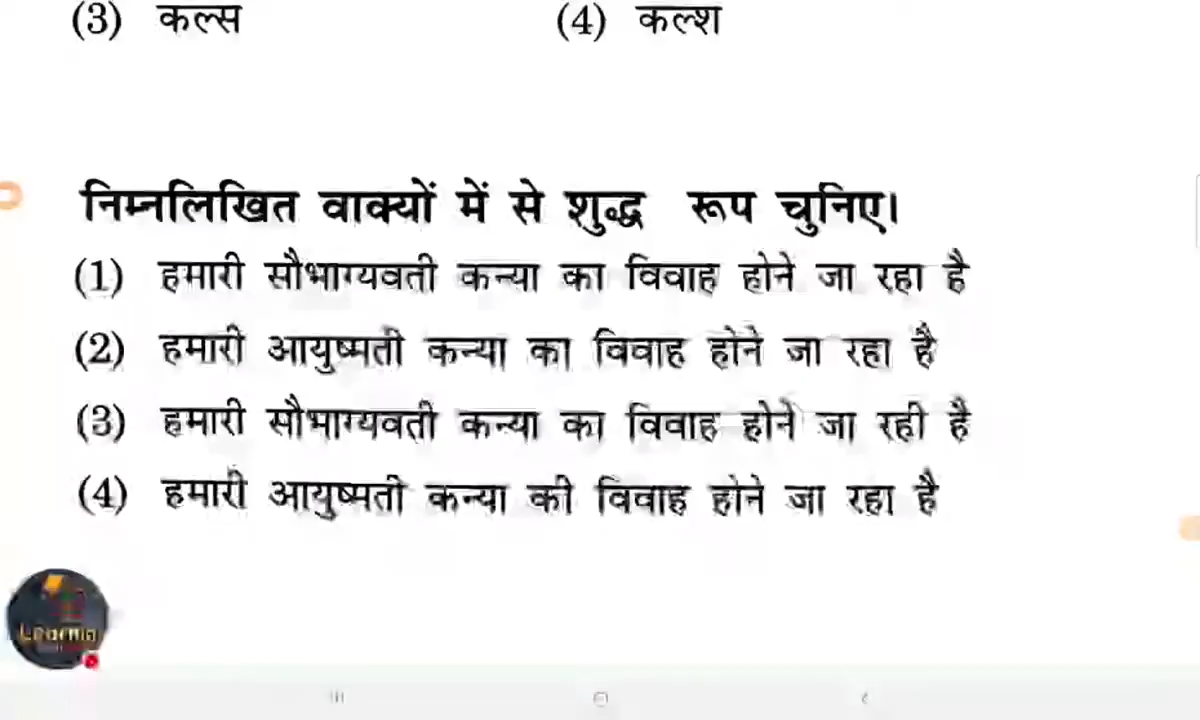 (3) कल्स (4) कल्श
निम्नलिखित वाक्यों में से शुद्ध रूप चुनिए।
(1) हमारी सौभाग्यवती कन्या का विवाह होने जा रहा है
(2) हमारी आयुष्मती कन्या का विवाह होने जा रहा है
(3) हमारी सौभाग्यवती कन्या का विवाह होने जा रही है
(4) हमारी आयुष्मती कन्या की विवाह होने जा रहा है